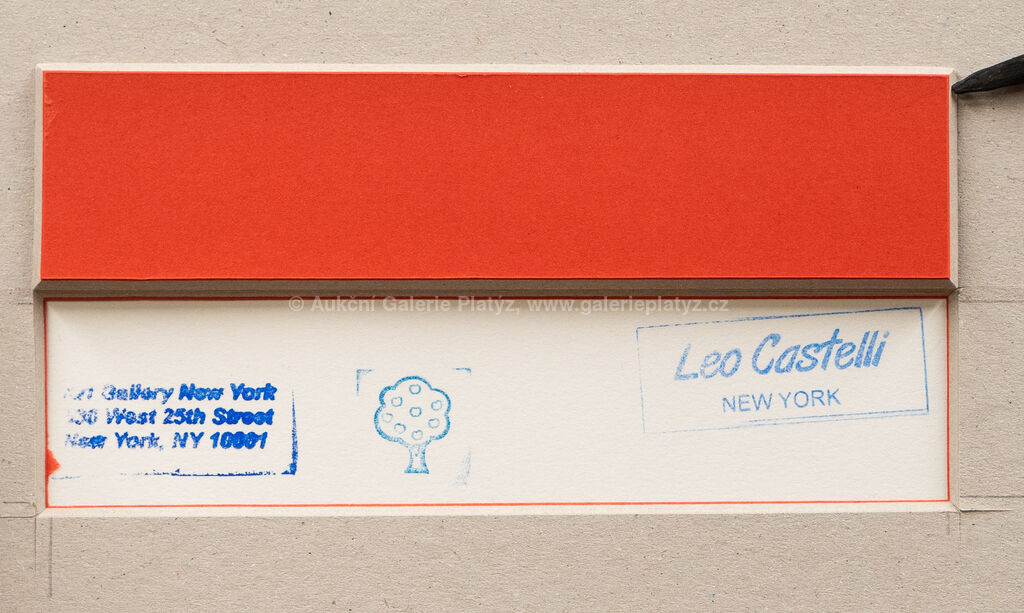 © Aukční Galerie Platýz, www.galerieplatyz.cz
Leo Castelli
NEW YORK
Gallery New York
West 25th Street
New York, NY 10001